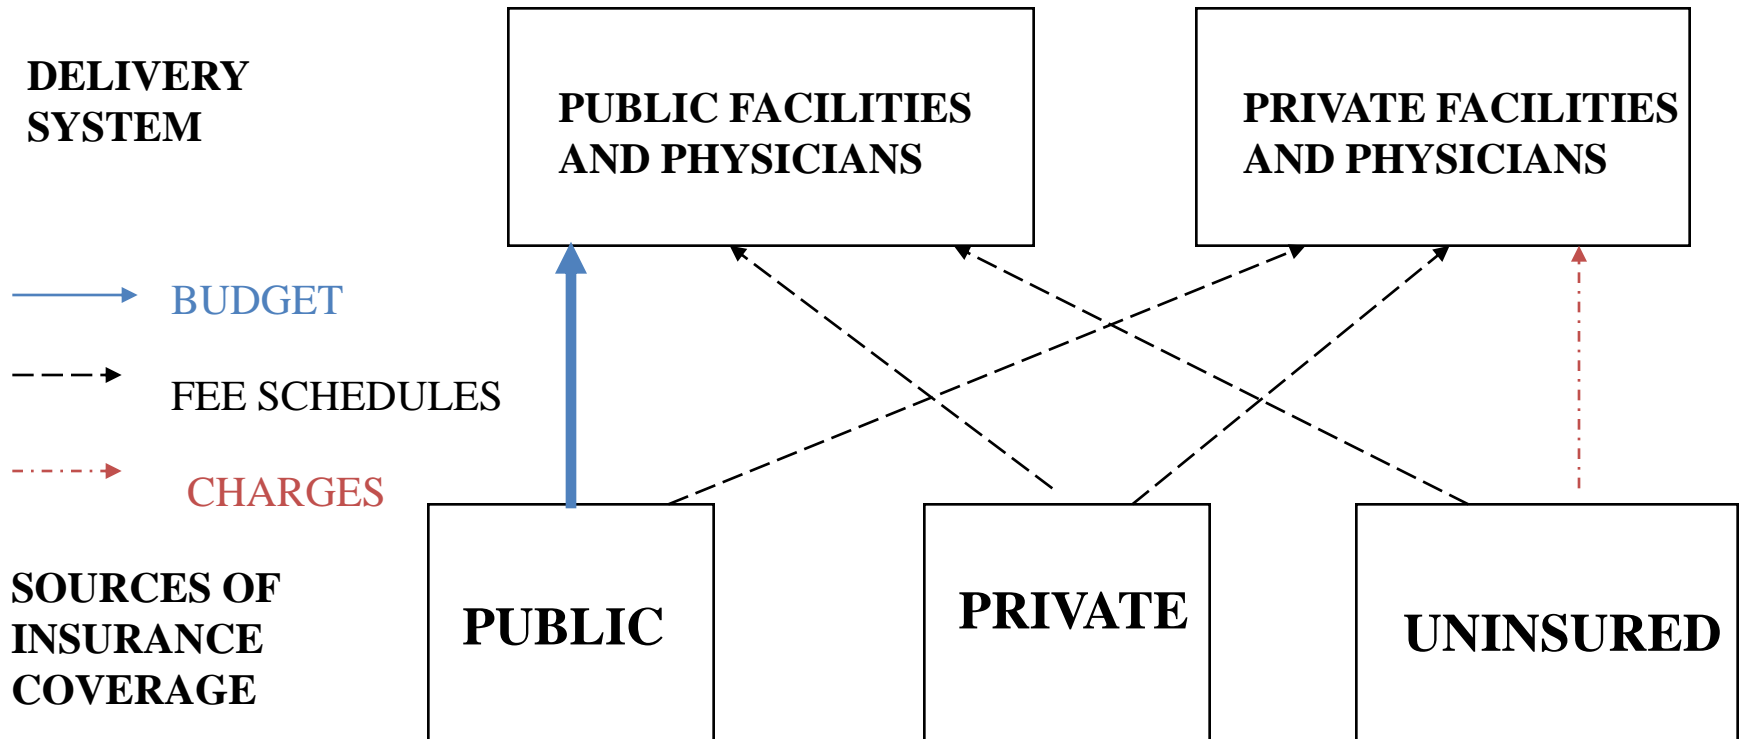 DELIVERY
SYSTEM
PUBLIC FACILITIES
AND PHYSICIANS
PRIVATE FACILITIES
AND PHYSICIANS
BUDGET
FEE SCHEDULES
CHARGES
SOURCES OF
INSURANCE
COVERAGE
PUBLIC
PRIVATE
UNINSURED